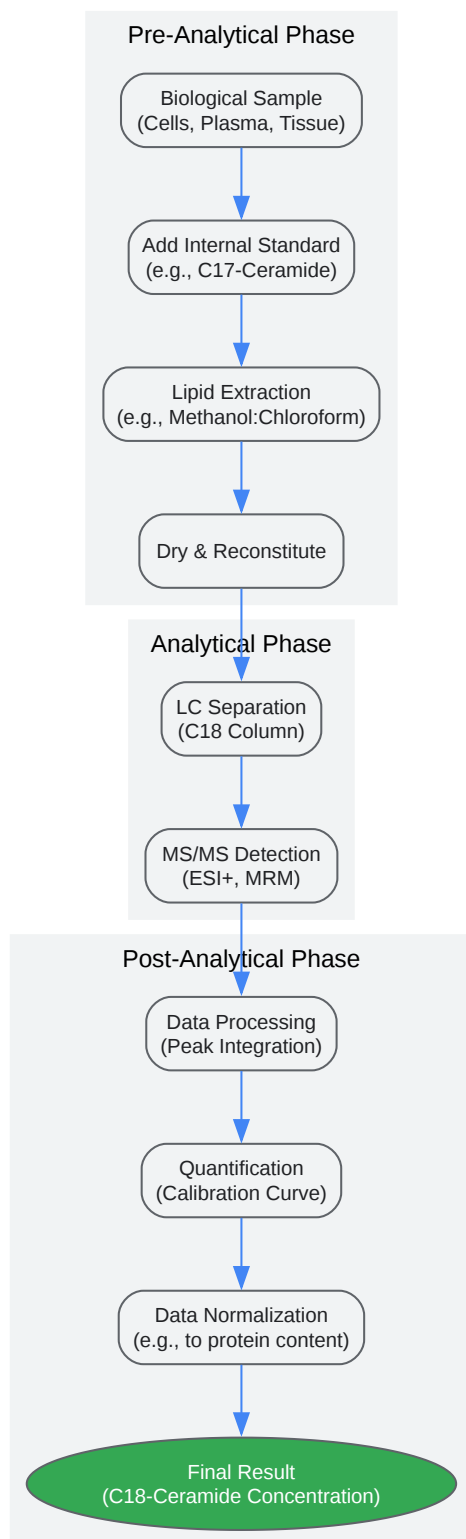 Pre-Analytical Phase
Biological Sample
(Cells, Plasma, Tissue)
Add Internal Standard
(e.g., C17-Ceramide)
Lipid Extraction
(e.g., Methanol:Chloroform)
Dry & Reconstitute
Analytical Phase
LC Separation
(C18 Column)
MS/MS Detection
(ESI+, MRM)
Post-Analytical Phase
Data Processing
(Peak Integration)
Quantification
(Calibration Curve)
Data Normalization
(e.g., to protein content)
Final Result
(C18-Ceramide Concentration)